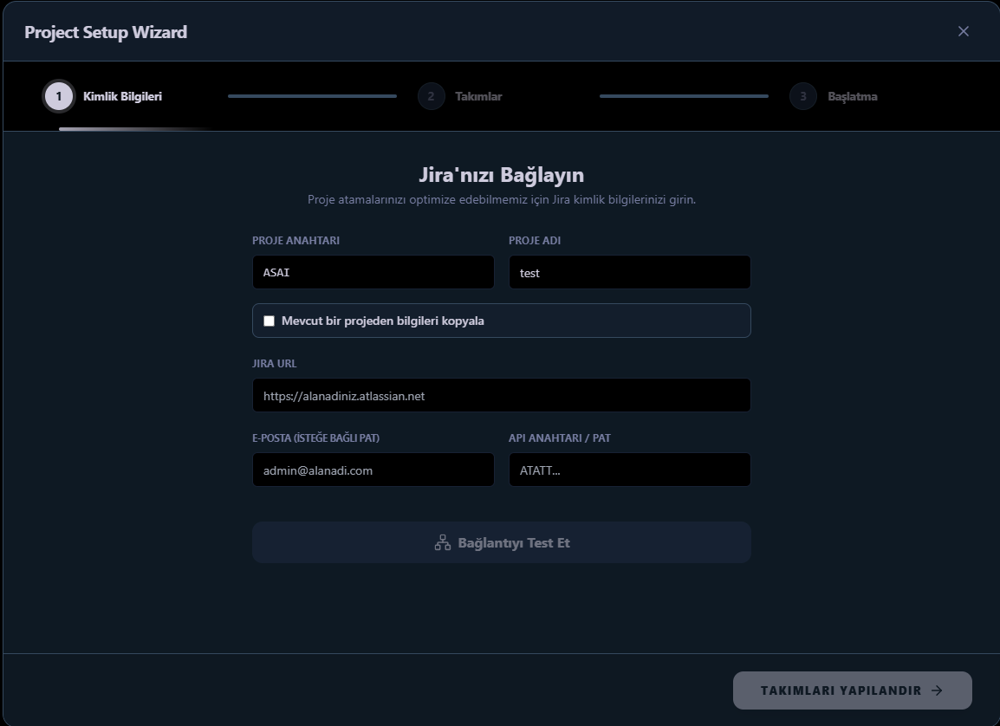 Project Setup Wizard
1 Kimlik Bilgileri
2 Takımlar
3 Başlatma
Jira'nızı Bağlayın
Proje atamalarınızı optimize edebilmemiz için Jira kimlik bilgilerinizi girin.
PROJE ANAHTARI
PROJE ADI
ASAI
test
Mevcut bir projeden bilgileri kopyala
JIRA URL
https://alanadiniz.atlassian.net
E-POSTA (İSTEĞE BAĞLI PAT)
API ANAHTARI / PAT
admin@alanadi.com
ATATT...
Bağlantıyı Test Et
TAKIMLARI YAPILANDIR →